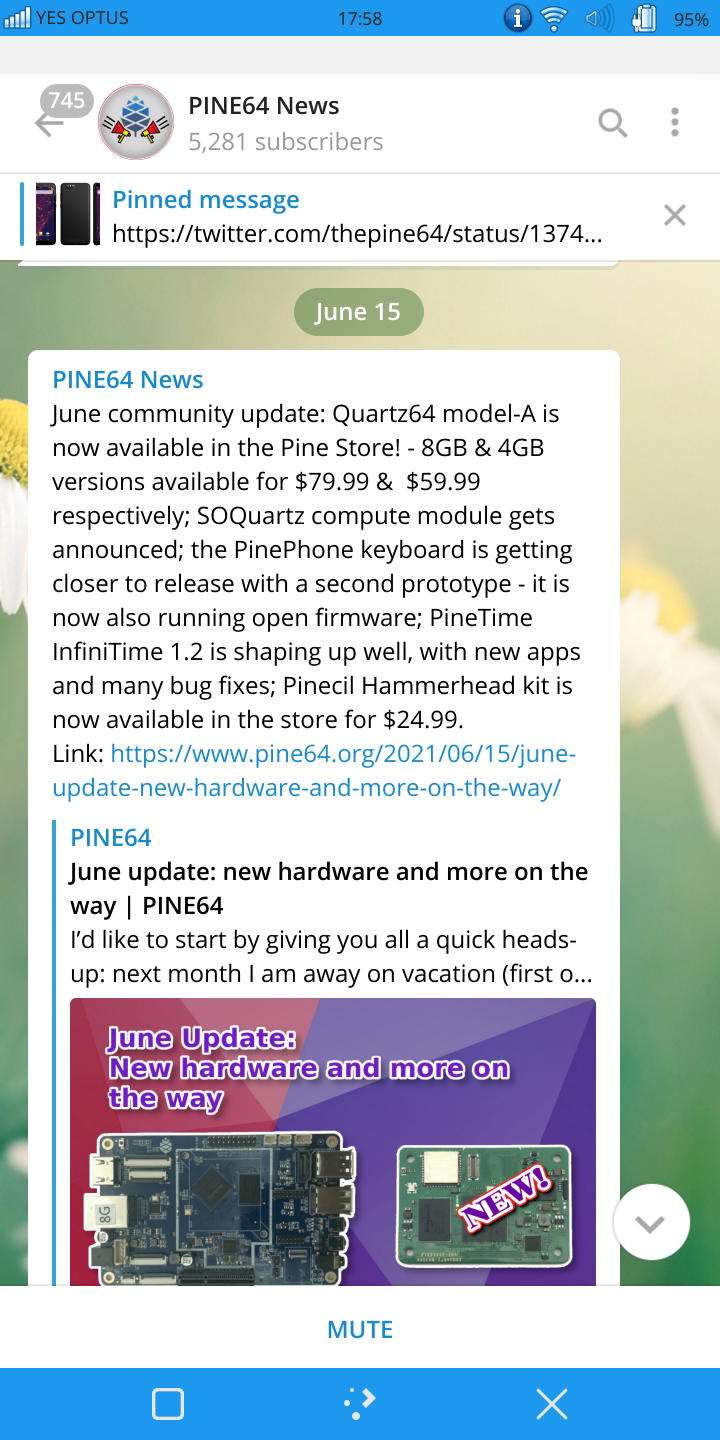 YES OPTUS 17:58 95%
745
PINE64 News
5,281 subscribers
Pinned message
https://twitter.com/thepine64/status/1374...
June 15
PINE64 News
June community update: Quartz64 model-A is
now available in the Pine Store! - 8GB & 4GB
versions available for $79.99 &  $59.99
respectively; SOQuartz compute module gets
announced; the PinePhone keyboard is getting
closer to release with a second prototype - it is
now also running open firmware; PineTime
InfiniTime 1.2 is shaping up well, with new apps
and many bug fixes; Pinecil Hammerhead kit is
now available in the store for $24.99.
Link: https://www.pine64.org/2021/06/15/june-
update-new-hardware-and-more-on-the-way/
PINE64
June update: new hardware and more on the
way | PINE64
I’d like to start by giving you all a quick heads-
up: next month I am away on vacation (first o...
June Update:
New hardware and more on
the way
NEW!
8G
MUTE